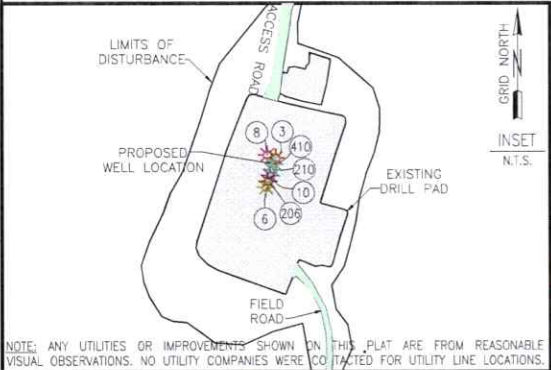 LIMITS OF
DISTURBANCE
ACCESS ROAD
GRID NORTH
N
INSET
N.T.S.
8
3
410
PROPOSED
WELL LOCATION
210
EXISTING
DRILL PAD
10
6
206
FIELD
ROAD
NOTE: ANY UTILITIES OR IMPROVEMENTS SHOWN ON THIS PLAT ARE FROM REASONABLE
VISUAL OBSERVATIONS. NO UTILITY COMPANIES WERE CONTACTED FOR UTILITY LINE LOCATIONS.